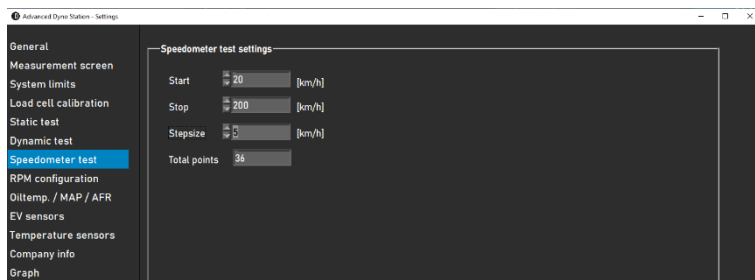 Advanced Dyno Station - Settings
General
Measurement screen
System limits
Load cell calibration
Static test
Dynamic test
Speedometer test
RPM configuration
Oiltemp. / MAP / AFR
EV sensors
Temperature sensors
Company info
Graph
Speedometer test settings
Start 20 [km/h]
Stop 200 [km/h]
Stepsize 5 [km/h]
Total points 36